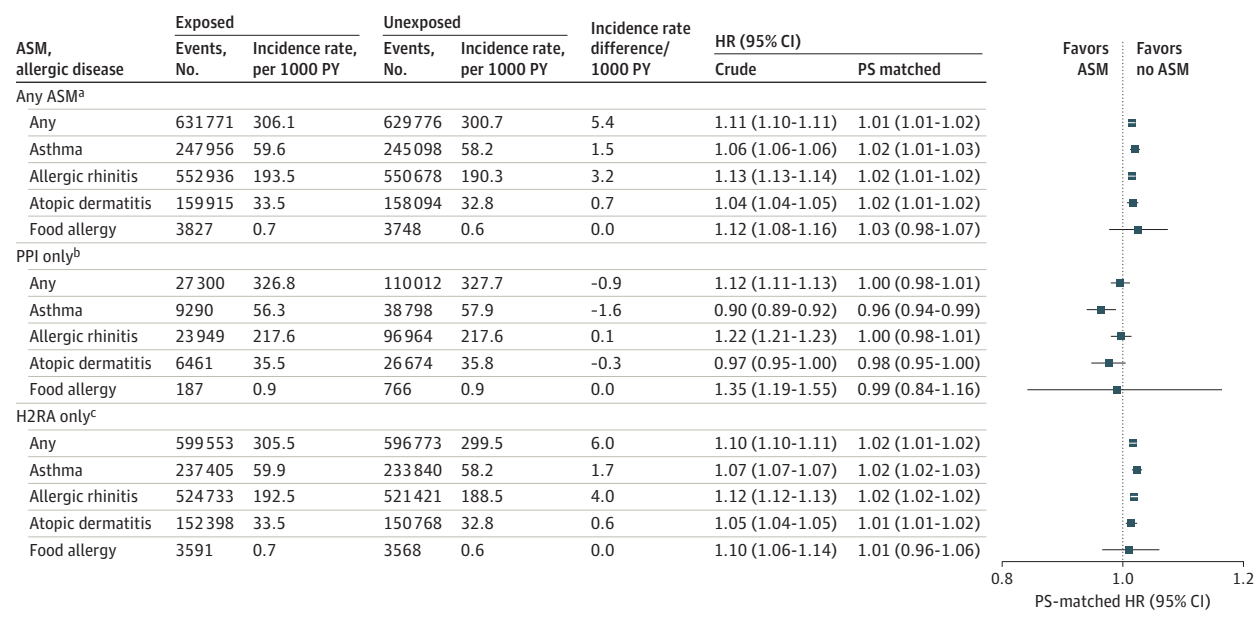 ASM, allergic disease | Exposed Events, No. | Exposed Incidence rate, per 1000 PY | Unexposed Events, No. | Unexposed Incidence rate, per 1000 PY | Incidence rate difference/ 1000 PY | HR (95% CI) Crude | HR (95% CI) PS matched | Favors ASM | Favors no ASM
Any ASMa
Any 631771 306.1 629776 300.7 5.4 1.11 (1.10-1.11) 1.01 (1.01-1.02)
Asthma 247956 59.6 245098 58.2 1.5 1.06 (1.06-1.06) 1.02 (1.01-1.03)
Allergic rhinitis 552936 193.5 550678 190.3 3.2 1.13 (1.13-1.14) 1.02 (1.01-1.02)
Atopic dermatitis 159915 33.5 158094 32.8 0.7 1.04 (1.04-1.05) 1.02 (1.01-1.02)
Food allergy 3827 0.7 3748 0.6 0.0 1.12 (1.08-1.16) 1.03 (0.98-1.07)
PPI onlyb
Any 27300 326.8 110012 327.7 -0.9 1.12 (1.11-1.13) 1.00 (0.98-1.01)
Asthma 9290 56.3 38798 57.9 -1.6 0.90 (0.89-0.92) 0.96 (0.94-0.99)
Allergic rhinitis 23949 217.6 96964 217.6 0.1 1.22 (1.21-1.23) 1.00 (0.98-1.01)
Atopic dermatitis 6461 35.5 26674 35.8 -0.3 0.97 (0.95-1.00) 0.98 (0.95-1.00)
Food allergy 187 0.9 766 0.9 0.0 1.35 (1.19-1.55) 0.99 (0.84-1.16)
H2RA onlyc
Any 599553 305.5 596773 299.5 6.0 1.10 (1.10-1.11) 1.02 (1.01-1.02)
Asthma 237405 59.9 233840 58.2 1.7 1.07 (1.07-1.07) 1.02 (1.02-1.03)
Allergic rhinitis 524733 192.5 521421 188.5 4.0 1.12 (1.12-1.13) 1.02 (1.02-1.02)
Atopic dermatitis 152398 33.5 150768 32.8 0.6 1.05 (1.04-1.05) 1.01 (1.01-1.02)
Food allergy 3591 0.7 3568 0.6 0.0 1.10 (1.06-1.14) 1.01 (0.96-1.06)
0.8 1.0 1.2
PS-matched HR (95% CI)